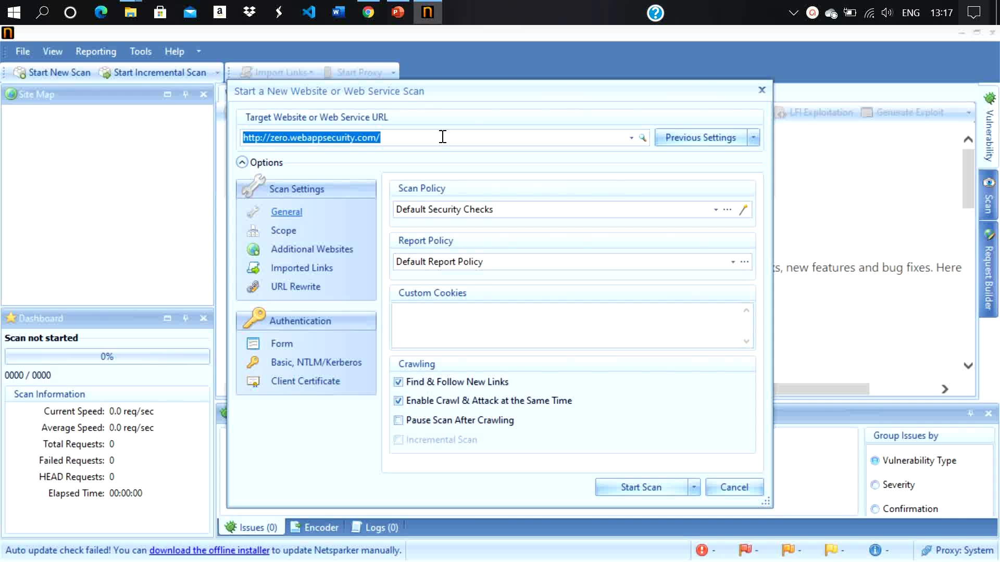 ENG 13:17
File View Reporting Tools Help
Start New Scan Start Incremental Scan Import Links Start Proxy
Site Map
Start a New Website or Web Service Scan
Target Website or Web Service URL
http://zero.webappsecurity.com/ Previous Settings
LFI Exploitation Generate Exploit
Vulnerability
Scan
Request Builder
Options
Scan Settings
General
Scope
Additional Websites
Imported Links
URL Rewrite
Authentication
Form
Basic, NTLM/Kerberos
Client Certificate
Scan Policy
Default Security Checks
Report Policy
Default Report Policy
Custom Cookies
Crawling
Find & Follow New Links
Enable Crawl & Attack at the Same Time
Pause Scan After Crawling
Incremental Scan
Start Scan Cancel
, new features and bug fixes. Here
Dashboard
Scan not started
0%
0000 / 0000
Scan Information
Current Speed: 0.0 req/sec
Average Speed: 0.0 req/sec
Total Requests: 0
Failed Requests: 0
HEAD Requests: 0
Elapsed Time: 00:00:00
Group Issues by
Vulnerability Type
Severity
Confirmation
Issues (0) Encoder Logs (0)
Auto update check failed! You can download the offline installer to update Netsparker manually.
- - - - - Proxy: System